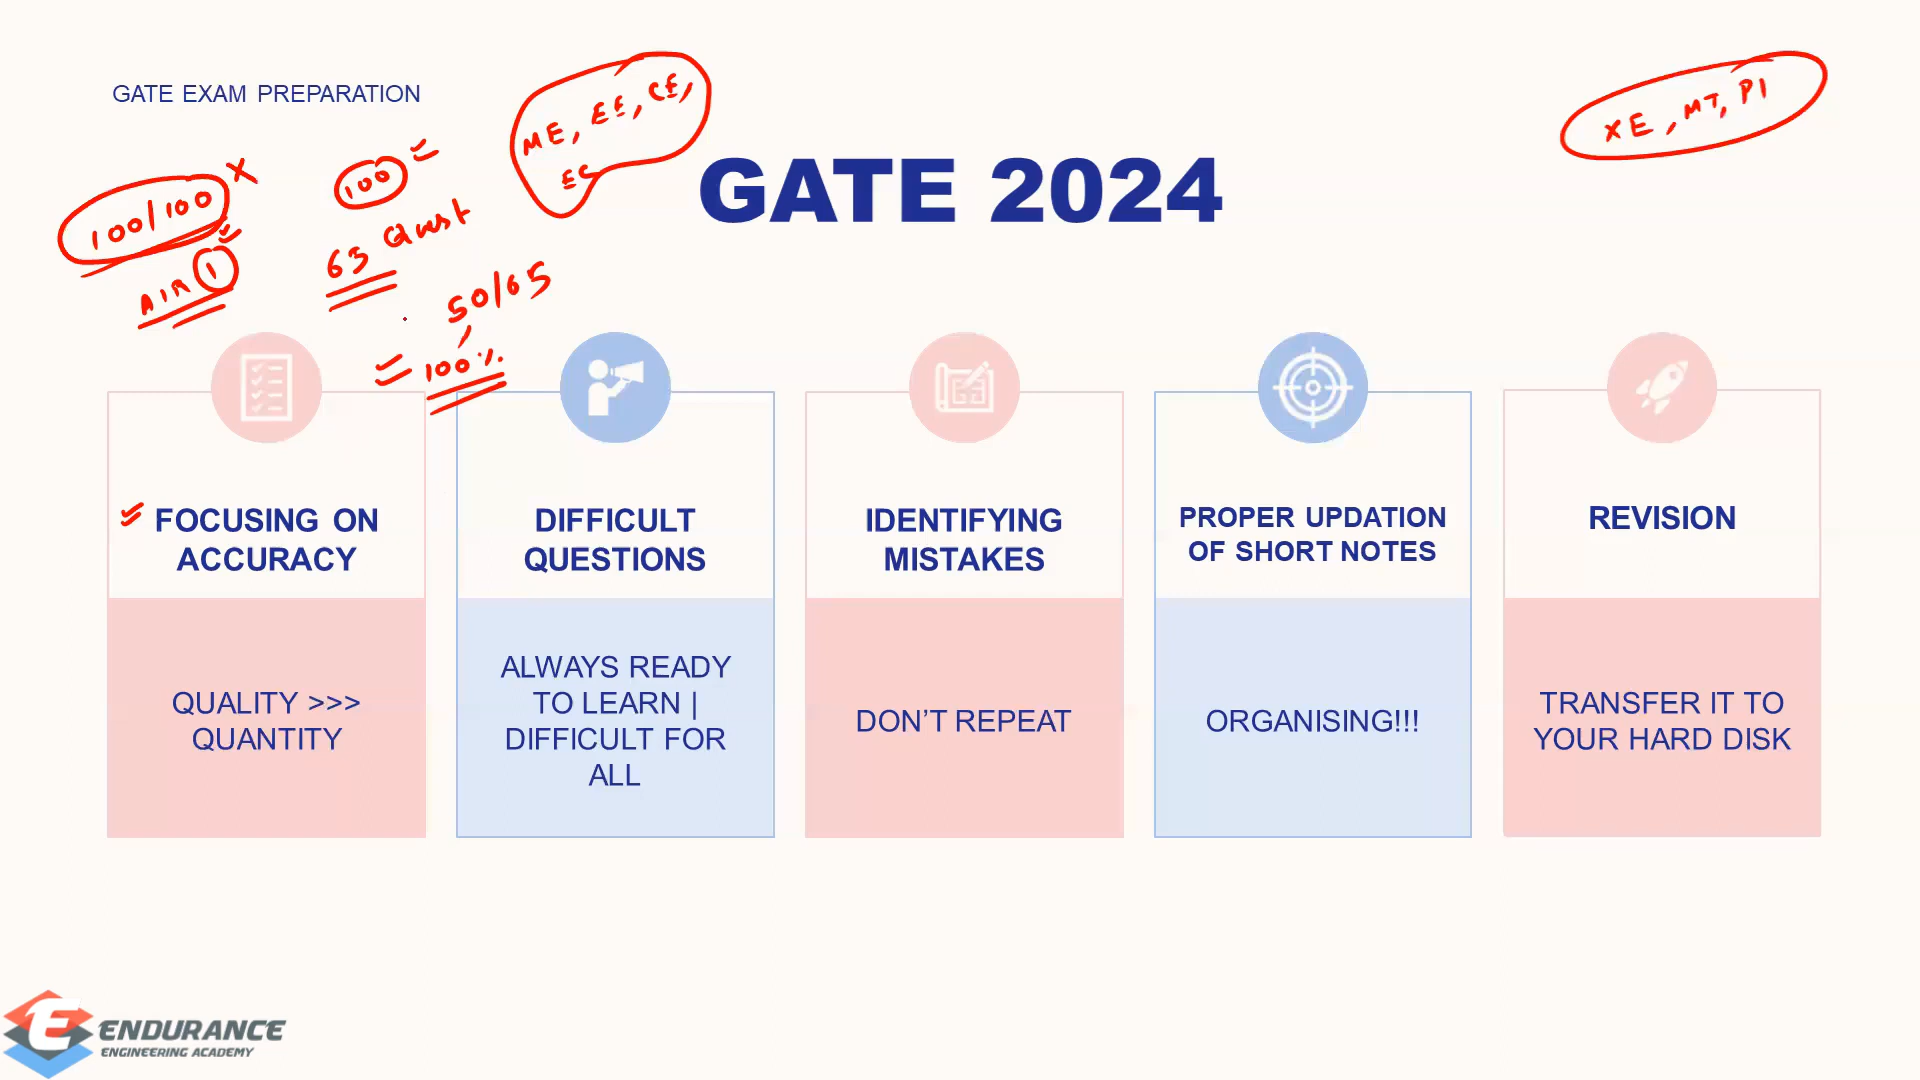 GATE EXAM PREPARATION
ME, EE, CE,
EC
XE, MT, PI
GATE 2024
100/100 X
AIR 1
100
63 Quest
50/65
100%
FOCUSING ON
ACCURACY
QUALITY >>>
QUANTITY
DIFFICULT
QUESTIONS
ALWAYS READY
TO LEARN |
DIFFICULT FOR
ALL
IDENTIFYING
MISTAKES
DON’T REPEAT
PROPER UPDATION
OF SHORT NOTES
ORGANISING!!!
REVISION
TRANSFER IT TO
YOUR HARD DISK
E ENDURANCE
ENGINEERING ACADEMY